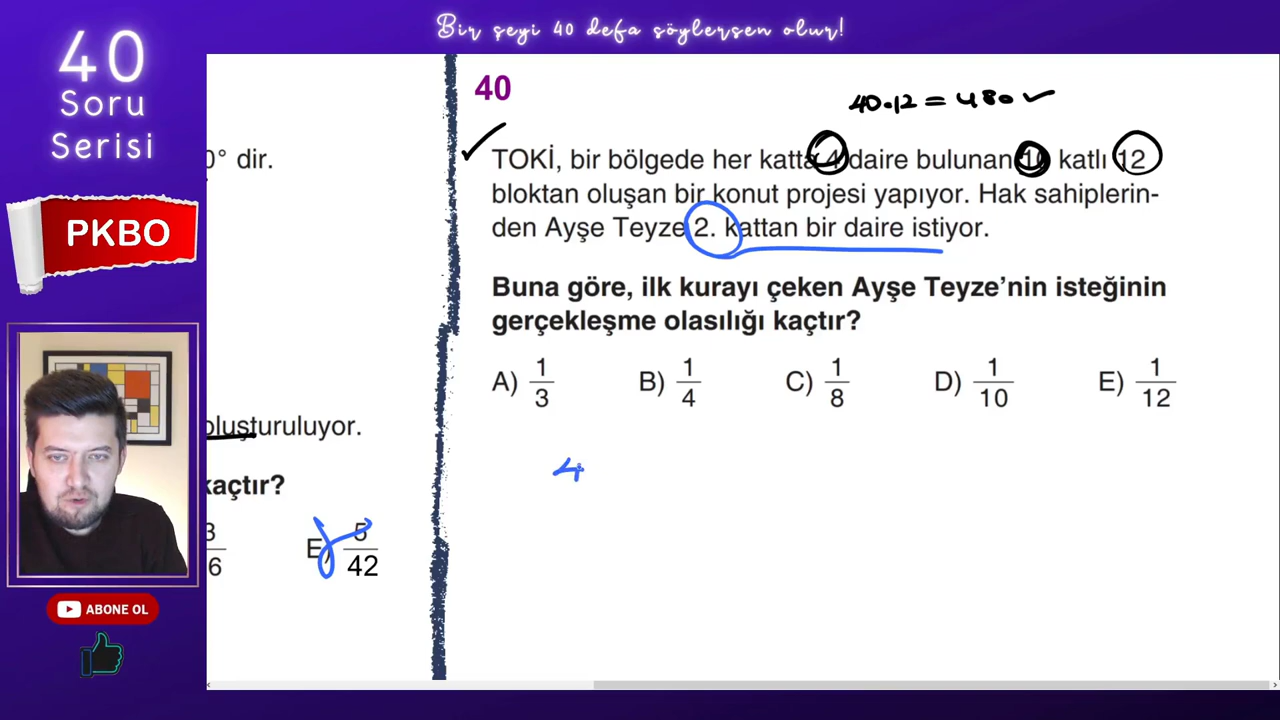 Bir şeyi 40 defa söylersen olur!
40
Soru
Serisi
PKBO
ABONE OL
0° dir.
oluşturuluyor.
kaçtır?
3
6
E) 5
42
40
40.12 = 480
TOKİ, bir bölgede her katta 4 daire bulunan 10 katlı 12
bloktan oluşan bir konut projesi yapıyor. Hak sahiplerin-
den Ayşe Teyze 2. kattan bir daire istiyor.
Buna göre, ilk kurayı çeken Ayşe Teyze’nin isteğinin
gerçekleşme olasılığı kaçtır?
A) 1/3 B) 1/4 C) 1/8 D) 1/10 E) 1/12
4